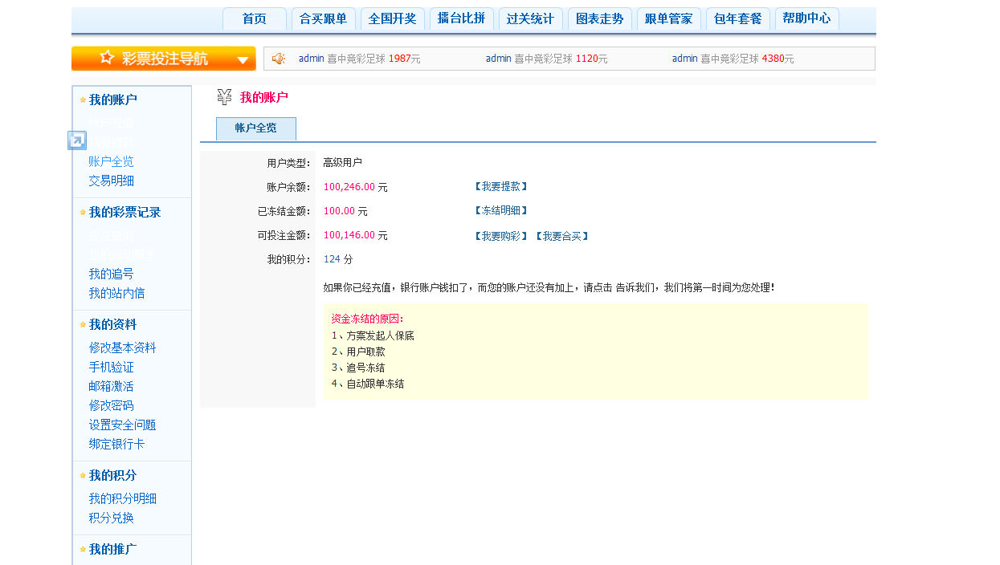 首页 合买跟单 全国开奖 擂台比拼 过关统计 图表走势 跟单管家 包年套餐 帮助中心
彩票投注导航
admin 喜中竞彩足球 1987元 admin 喜中竞彩足球 1120元 admin 喜中竞彩足球 4380元
我的账户
账户全览
交易明细
我的彩票记录
我的追号
我的站内信
我的资料
修改基本资料
手机验证
邮箱激活
修改密码
设置安全问题
绑定银行卡
我的积分
我的积分明细
积分兑换
我的推广
我的账户
帐户全览
用户类型： 高级用户
账户余额： 100,246.00 元 【我要提款】
已冻结金额： 100.00 元 【冻结明细】
可投注金额： 100,146.00 元 【我要购彩】 【我要合买】
我的积分： 124 分
如果你已经充值，银行账户钱扣了，而您的账户还没有加上，请点击 告诉我们，我们将第一时间为您处理！
资金冻结的原因：
1、方案发起人保底
2、用户取款
3、追号冻结
4、自动跟单冻结